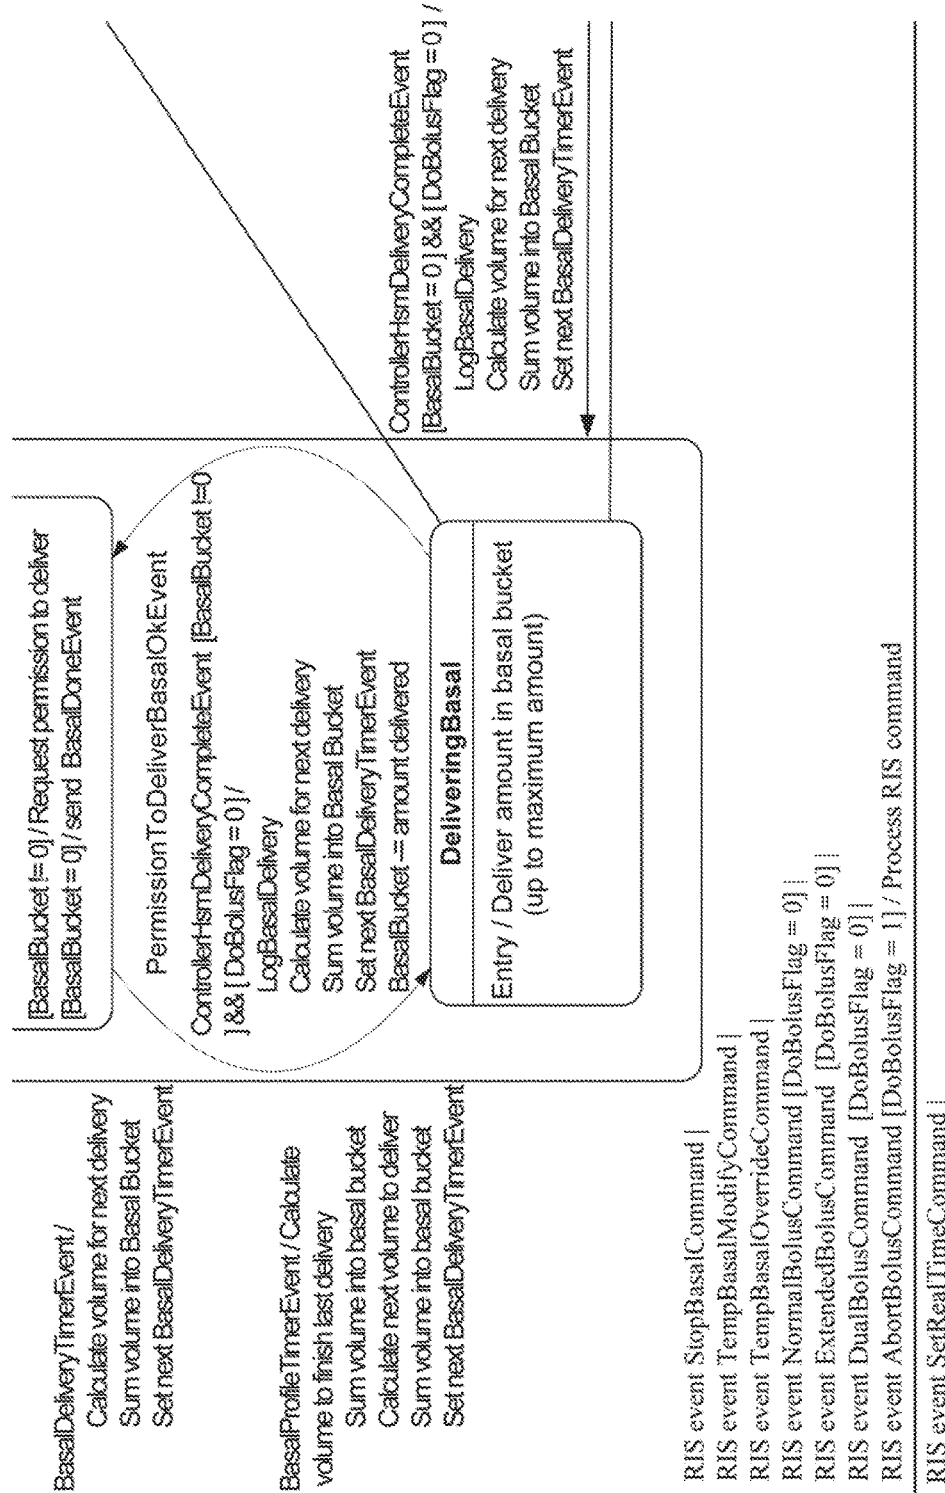 BasalDeliveryTimerEvent /
Calculate volume for next delivery
Sum volume into Basal Bucket
Set next BasalDeliveryTimerEvent
BasalProfileTimerEvent / Calculate
volume to finish last delivery
Sum volume into basal bucket
Calculate next volume to deliver
Sum volume into basal bucket
Set next BasalDeliveryTimerEvent
[BasalBucket != 0] / Request permission to deliver
[BasalBucket = 0] / send BasalDoneEvent
PermissionToDeliverBasalOkEvent
ControllerHsmDeliveryCompleteEvent [BasalBucket !=0
] && [ DoBolusFlag = 0 ] /
LogBasalDelivery
Calculate volume for next delivery
Sum volume into Basal Bucket
Set next BasalDeliveryTimerEvent
BasalBucket -= amount delivered
DeliveringBasal
Entry / Deliver amount in basal bucket
(up to maximum amount)
ControllerHsmDeliveryCompleteEvent
[BasalBucket = 0 ] && [ DoBolusFlag = 0 ] /
LogBasalDelivery
Calculate volume for next delivery
Sum volume into Basal Bucket
Set next BasalDeliveryTimerEvent
RIS event StopBasalCommand |
RIS event TempBasalModifyCommand |
RIS event TempBasalOverrideCommand |
RIS event NormalBolusCommand [DoBolusFlag = 0] |
RIS event ExtendedBolusCommand [DoBolusFlag = 0] |
RIS event DualBolusCommand [DoBolusFlag = 0] |
RIS event AbortBolusCommand [DoBolusFlag = 1] / Process RIS command
RIS event SetRealTimeCommand |